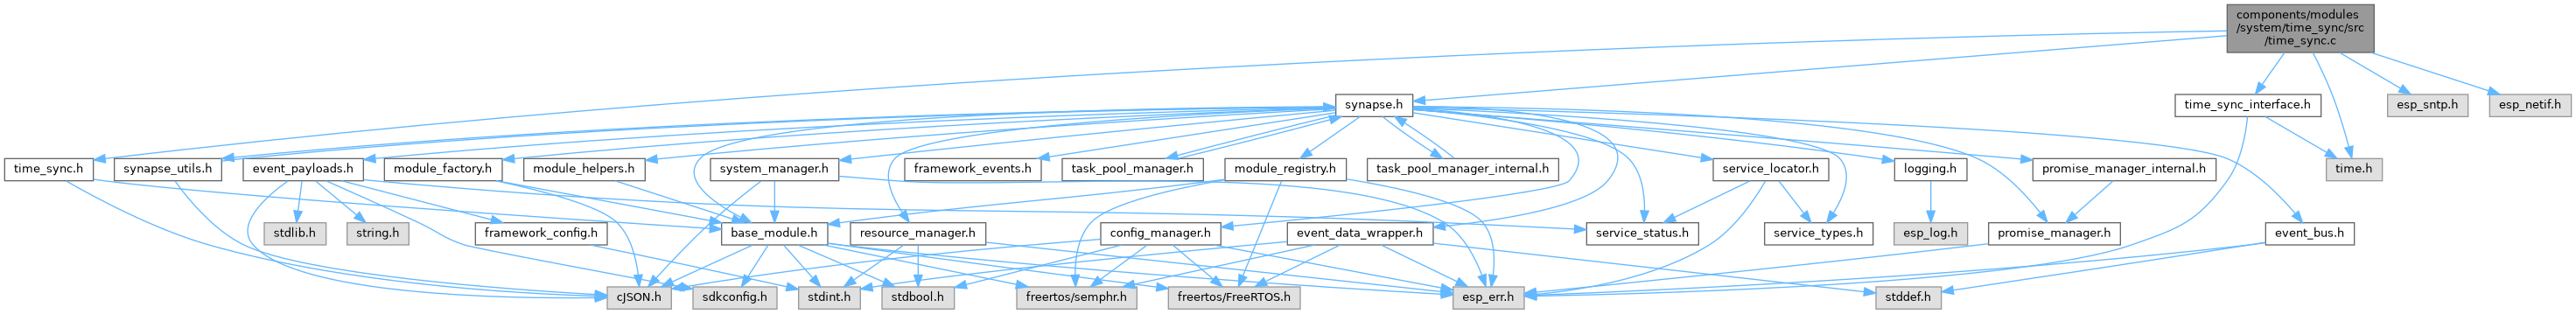 components/modules
/system/time_sync/src
/time_sync.c
synapse.h
time_sync_interface.h
esp_sntp.h
esp_netif.h
time_sync.h
synapse_utils.h
event_payloads.h
module_factory.h
module_helpers.h
system_manager.h
framework_events.h
task_pool_manager.h
module_registry.h
task_pool_manager_internal.h
service_locator.h
logging.h
promise_manager_internal.h
time.h
stdlib.h
string.h
framework_config.h
base_module.h
resource_manager.h
config_manager.h
event_data_wrapper.h
service_status.h
service_types.h
esp_log.h
promise_manager.h
event_bus.h
cJSON.h
sdkconfig.h
stdint.h
stdbool.h
freertos/semphr.h
freertos/FreeRTOS.h
esp_err.h
stddef.h